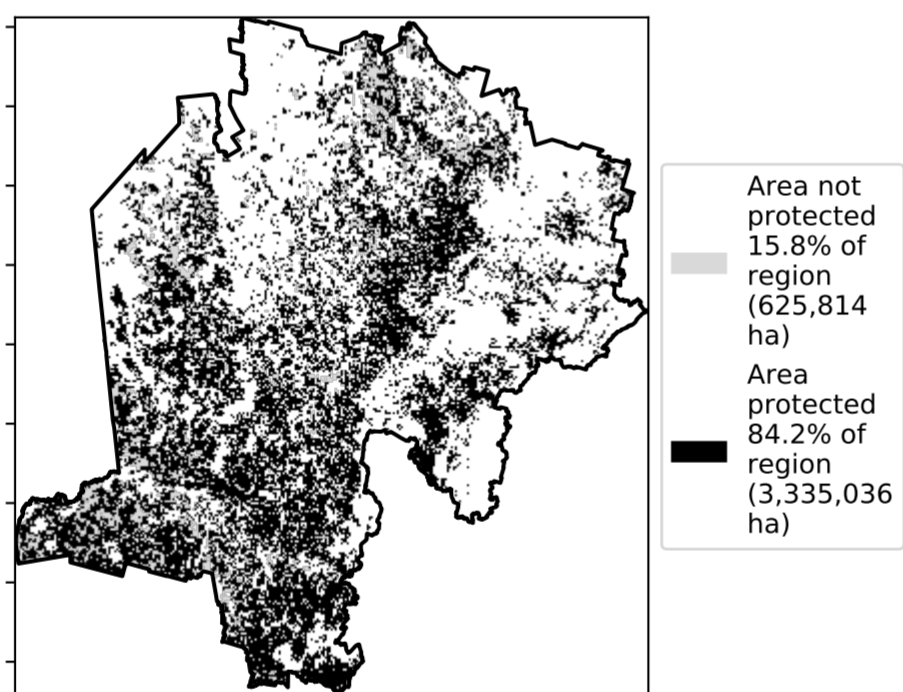 Area not
protected
15.8% of
region
(625,814
ha)
Area
protected
84.2% of
region
(3,335,036
ha)